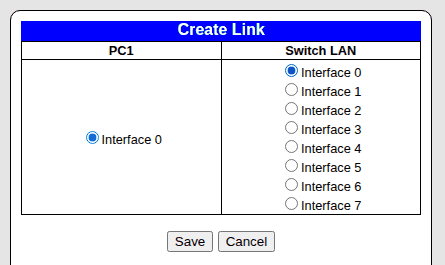 Create Link
PC1 Switch LAN
Interface 0
Interface 0
Interface 1
Interface 2
Interface 3
Interface 4
Interface 5
Interface 6
Interface 7
Save Cancel